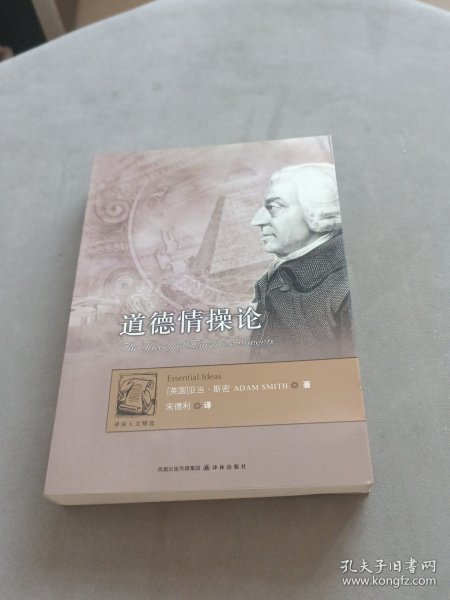 道德情操论
The Theory of Moral Sentiments
Essential Ideas
[英国]亚当·斯密 ADAM SMITH 著
宋德利 译
译林人文精选
凤凰出版传媒集团 译林出版社
孔夫子旧书网
www.kongfz.com